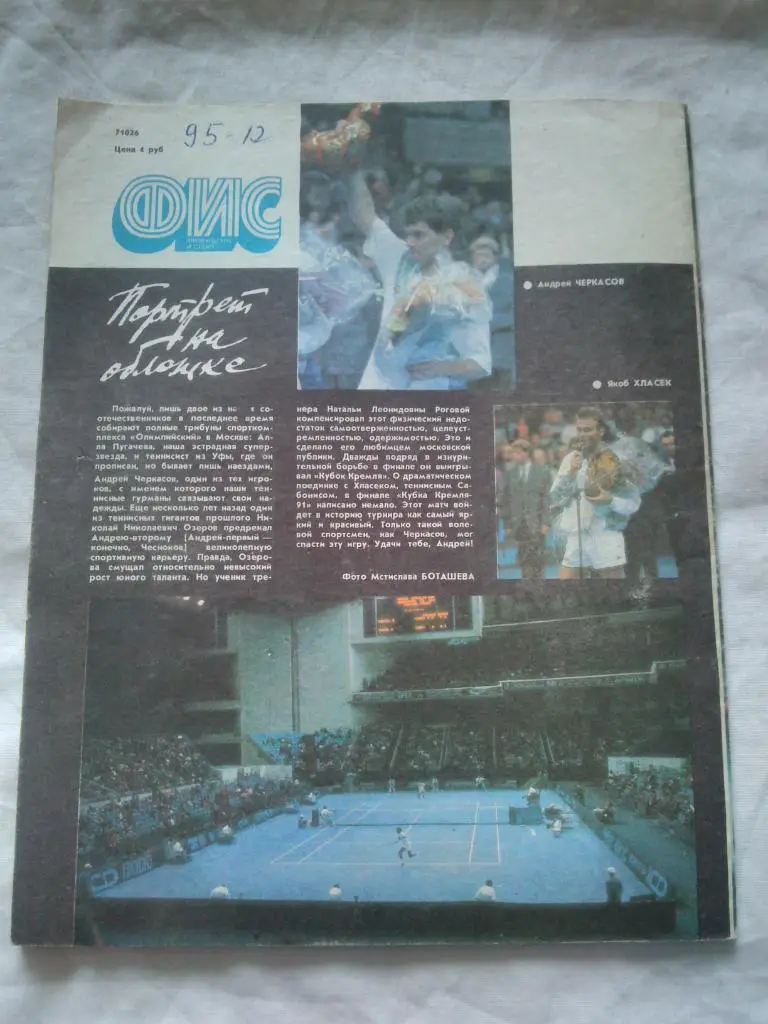 71026
95-12
Цена 4 руб
ФИС
ФИЗКУЛЬТУРА
И СПОРТ
Портрет
на
обложке
Андрей ЧЕРКАСОВ
Якоб ХЛАСЕК
Пожалуй, лишь двое из со-
отечественников в последнее время
собирают полные трибуны спортком-
плекса «Олимпийский» в Москве: Ал-
ла Пугачева, наша эстрадная супер-
звезда, и теннисист из Уфы, где он
прописан, но бывает лишь наездами,
Андрей Черкасов, один из тех игро-
ков, с именем которого наши тен-
нисные гурманы связывают свои на-
дежды. Еще несколько лет назад один
из теннисных гигантов прошлого Ни-
колай Николаевич Озеров предрекал
Андрею-второму [Андрей-первый —
конечно, Чесноков] великолепную
спортивную карьеру. Правда, Озеро-
ва смущал относительно невысокий
рост юного таланта. Но ученик тре-
нера Натальи Леонидовны Роговой
компенсировал этот физический недо-
статок самоотверженностью, целеуст-
ремленностью, одержимостью. Это и
сделало его любимцем московской
публики. Дважды подряд в изнури-
тельной борьбе в финале он выигры-
вал «Кубок Кремля». О драматическом
поединке с Хласеком, теннисным Са-
бонисом, в финале «Кубка Кремля-
91» написано немало. Этот матч вой-
дет в историю турнира как самый яр-
кий и красивый. Только такой воле-
вой спортсмен, как Черкасов, мог
спасти эту игру. Удачи тебе, Андрей!
Фото Мстислава БОТАШЕВА